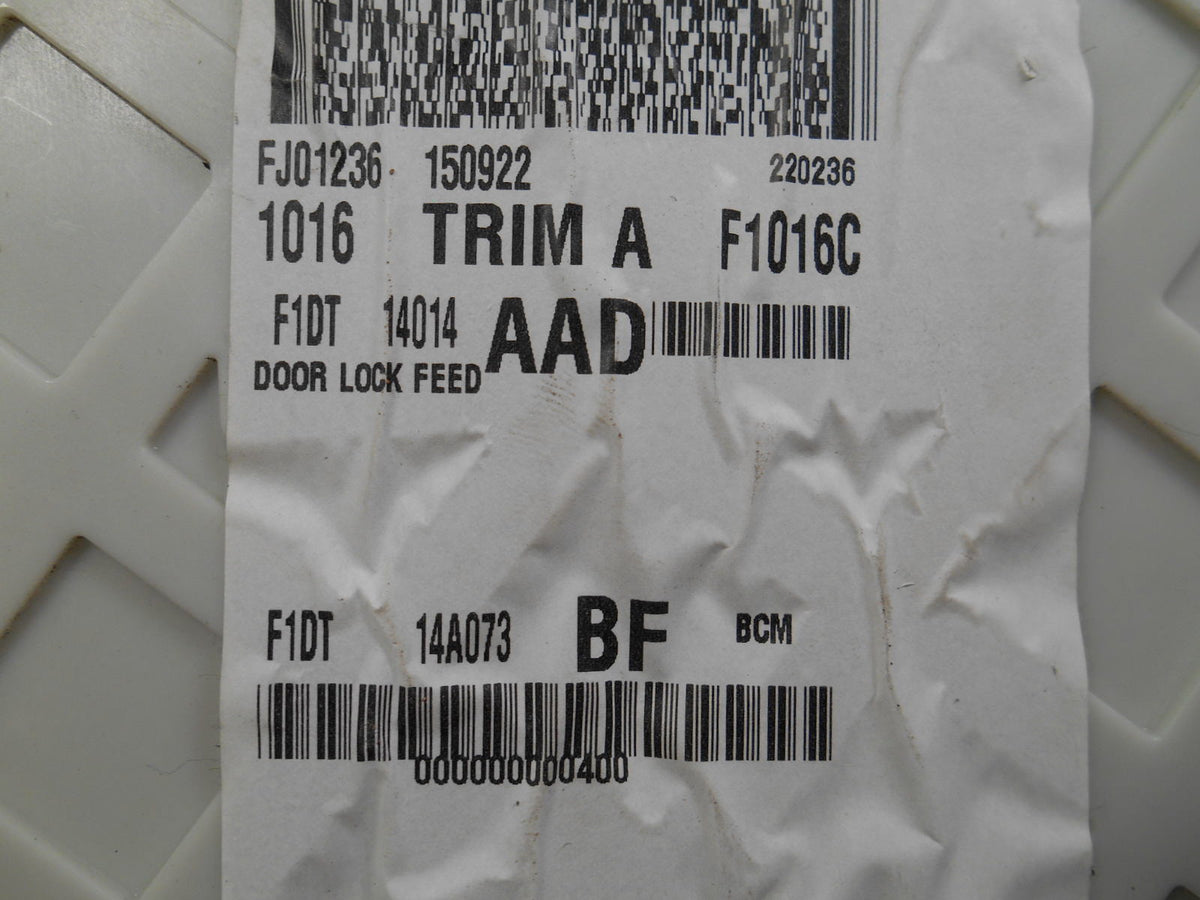 FJ01236 150922 220236
1016 TRIM A F1016C
F1DT 14014 AAD
DOOR LOCK FEED
F1DT 14A073 BF BCM
000000000400